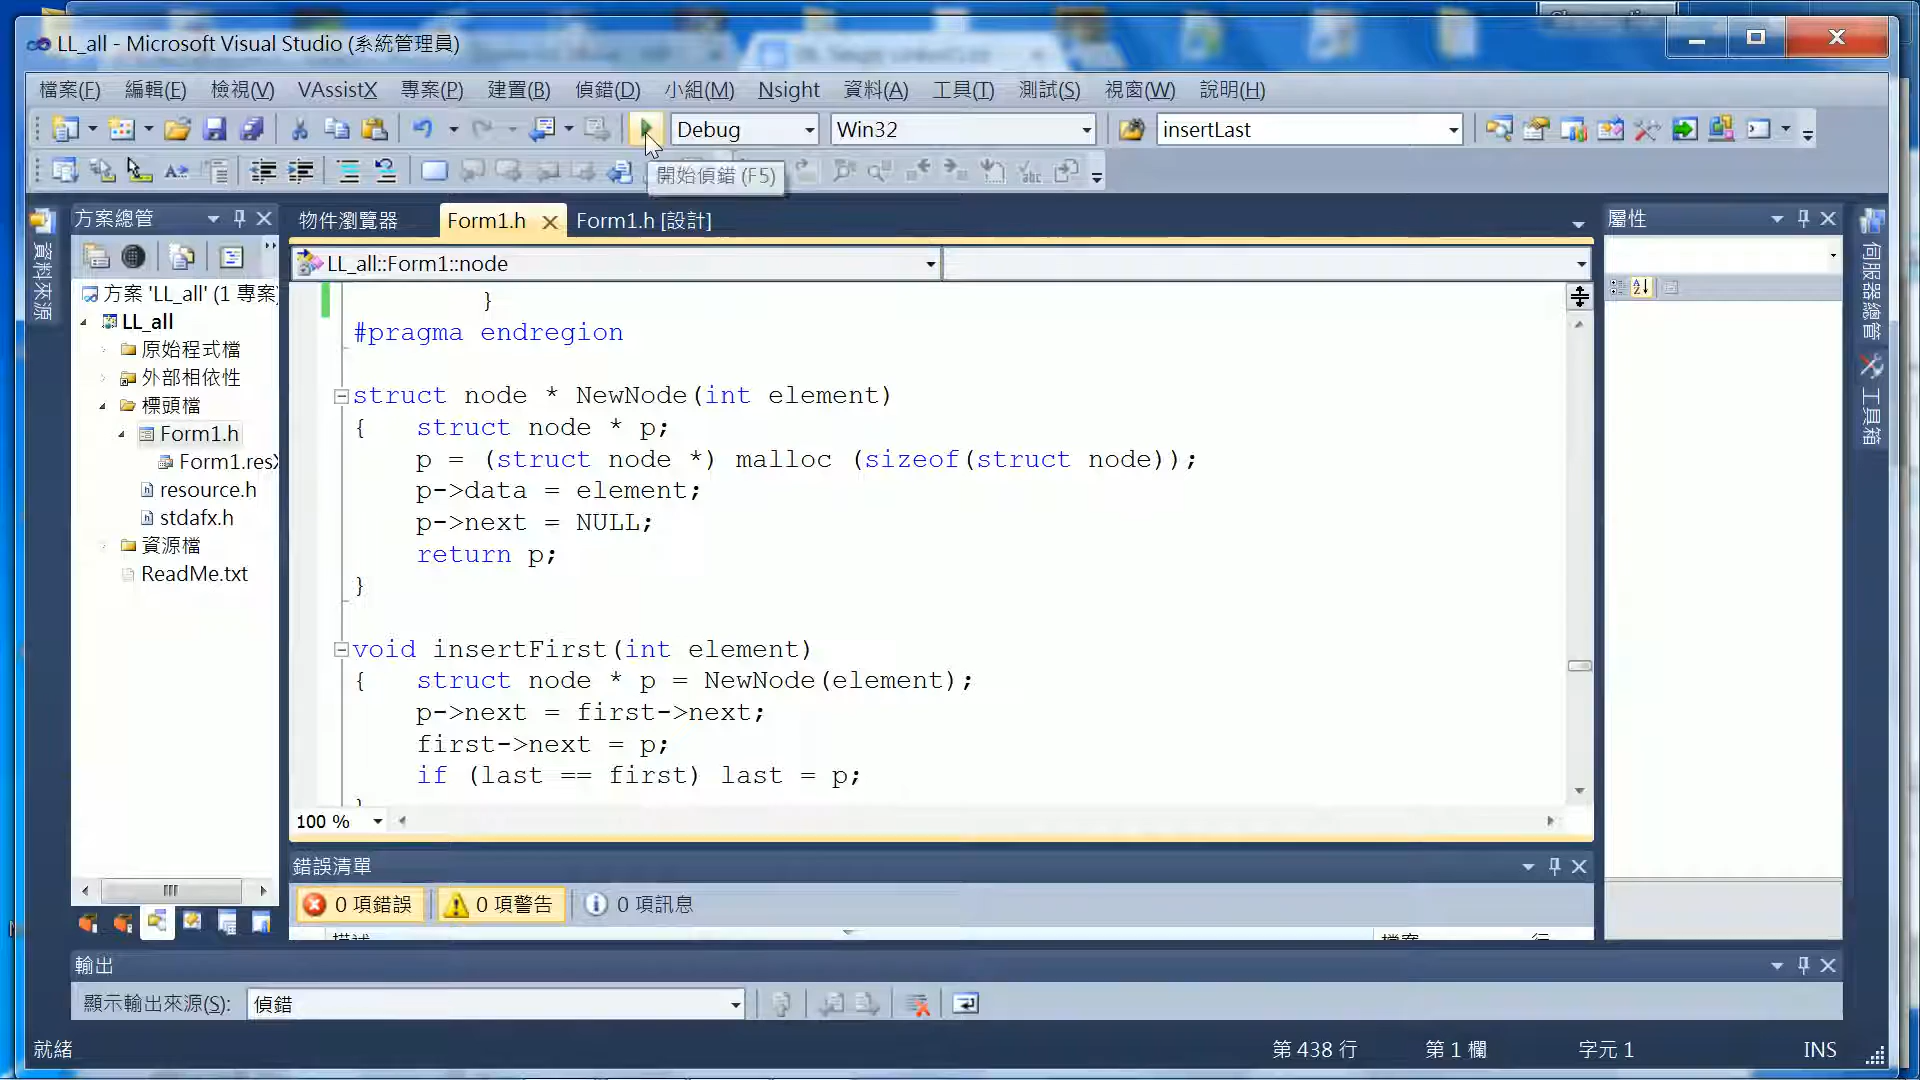 LL_all - Microsoft Visual Studio (系統管理員)
檔案(F) 編輯(E) 檢視(V) VAssistX 專案(P) 建置(B) 偵錯(D) 小組(M) Nsight 資料(A) 工具(T) 測試(S) 視窗(W) 說明(H)
Debug Win32 insertLast
開始偵錯 (F5)
資料來源
方案總管
方案 'LL_all' (1 專案
LL_all
原始程式檔
外部相依性
標頭檔
Form1.h
Form1.resX
resource.h
stdafx.h
資源檔
ReadMe.txt
物件瀏覽器 Form1.h Form1.h [設計]
LL_all::Form1::node
}
#pragma endregion
struct node * NewNode(int element)
{ struct node * p;
p = (struct node *) malloc (sizeof(struct node));
p->data = element;
p->next = NULL;
return p;
}
void insertFirst(int element)
{ struct node * p = NewNode(element);
p->next = first->next;
first->next = p;
if (last == first) last = p;
100 %
錯誤清單
0 項錯誤 0 項警告 0 項訊息
屬性
伺服器總管
工具箱
輸出
顯示輸出來源(S): 偵錯
就緒 第 438 行 第 1 欄 字元 1 INS